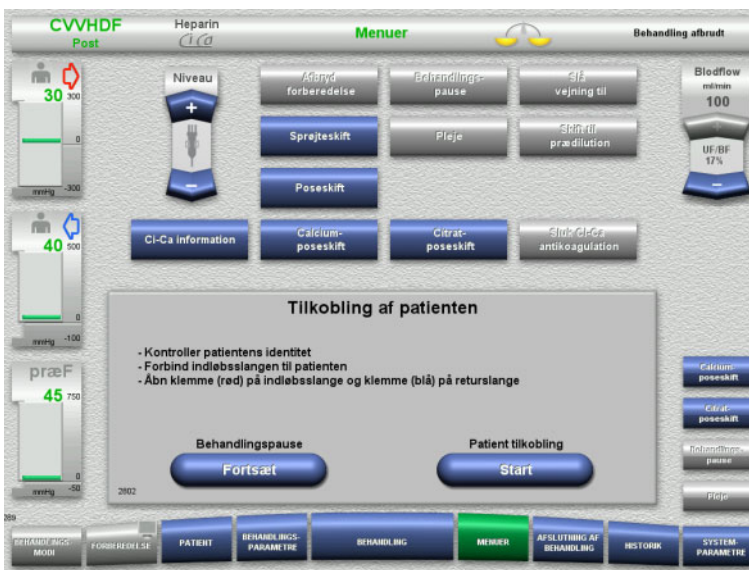 CVVHDF
Post
Heparin
Ci Ca
Menuer
Behandling afbrudt
30
300
0
-300
mmHg
Niveau
+
−
Afbryd
forberedelse
Behandlings-
pause
Slå
vejning til
Sprøjteskift
Pleje
Skift til
prædilution
Poseskift
Blodflow
ml/min
100
+
UF/BF
17%
−
Ci-Ca information
Calcium-
poseskift
Citrat-
poseskift
Sluk Ci-Ca
antikoagulation
40
500
0
mmHg
-100
Tilkobling af patienten
- Kontroller patientens identitet
- Forbind indløbsslangen til patienten
- Åbn klemme (rød) på indløbsslange og klemme (blå) på returslange
Behandlingspause
Fortsæt
Patient tilkobling
Start
2802
præF
45
750
0
mmHg
-50
Calcium-
poseskift
Citrat-
poseskift
Behandlings-
pause
Pleje
289
BEHANDLINGS-
MODI
FORBEREDELSE
PATIENT
BEHANDLINGS-
PARAMETRE
BEHANDLING
MENUER
AFSLUTNING AF
BEHANDLING
HISTORIK
SYSTEM-
PARAMETRE